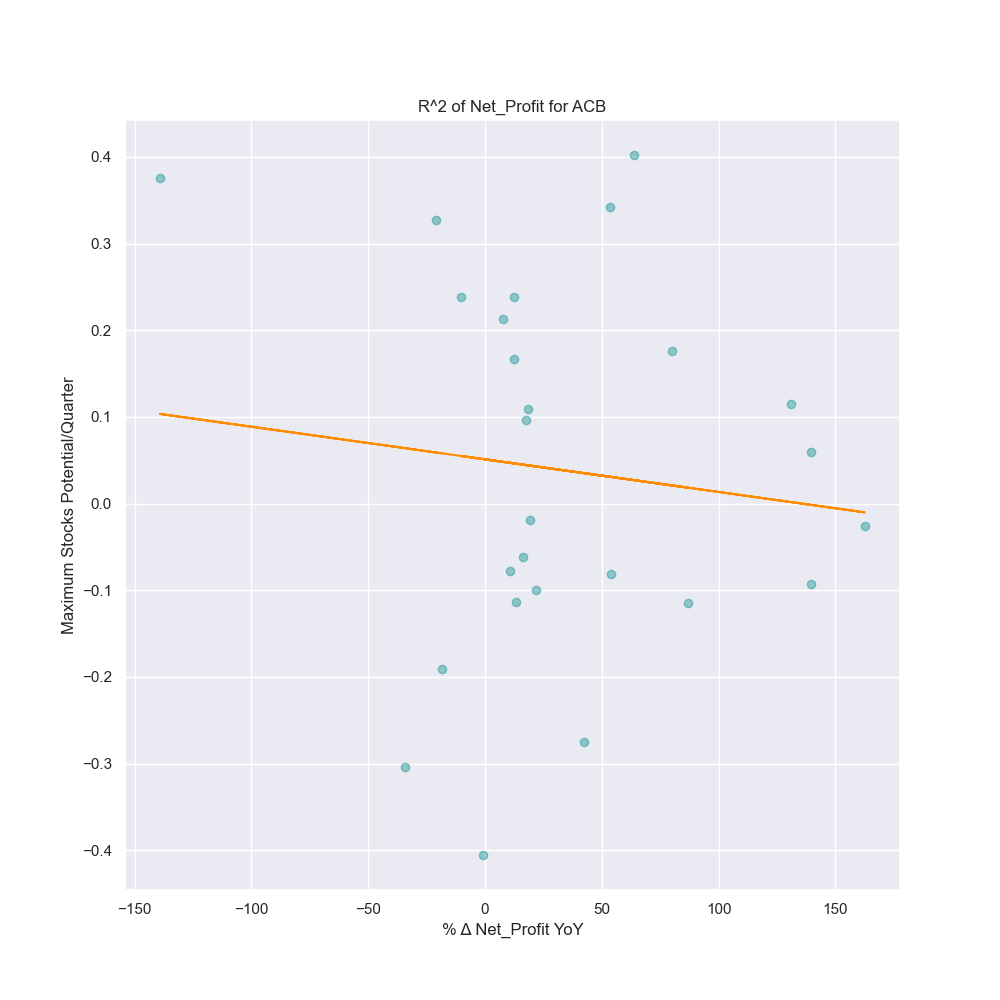 R^2 of Net_Profit for ACB
Maximum Stocks Potential/Quarter
0.4
0.3
0.2
0.1
0.0
−0.1
−0.2
−0.3
−0.4
−150 −100 −50 0 50 100 150
% Δ Net_Profit YoY